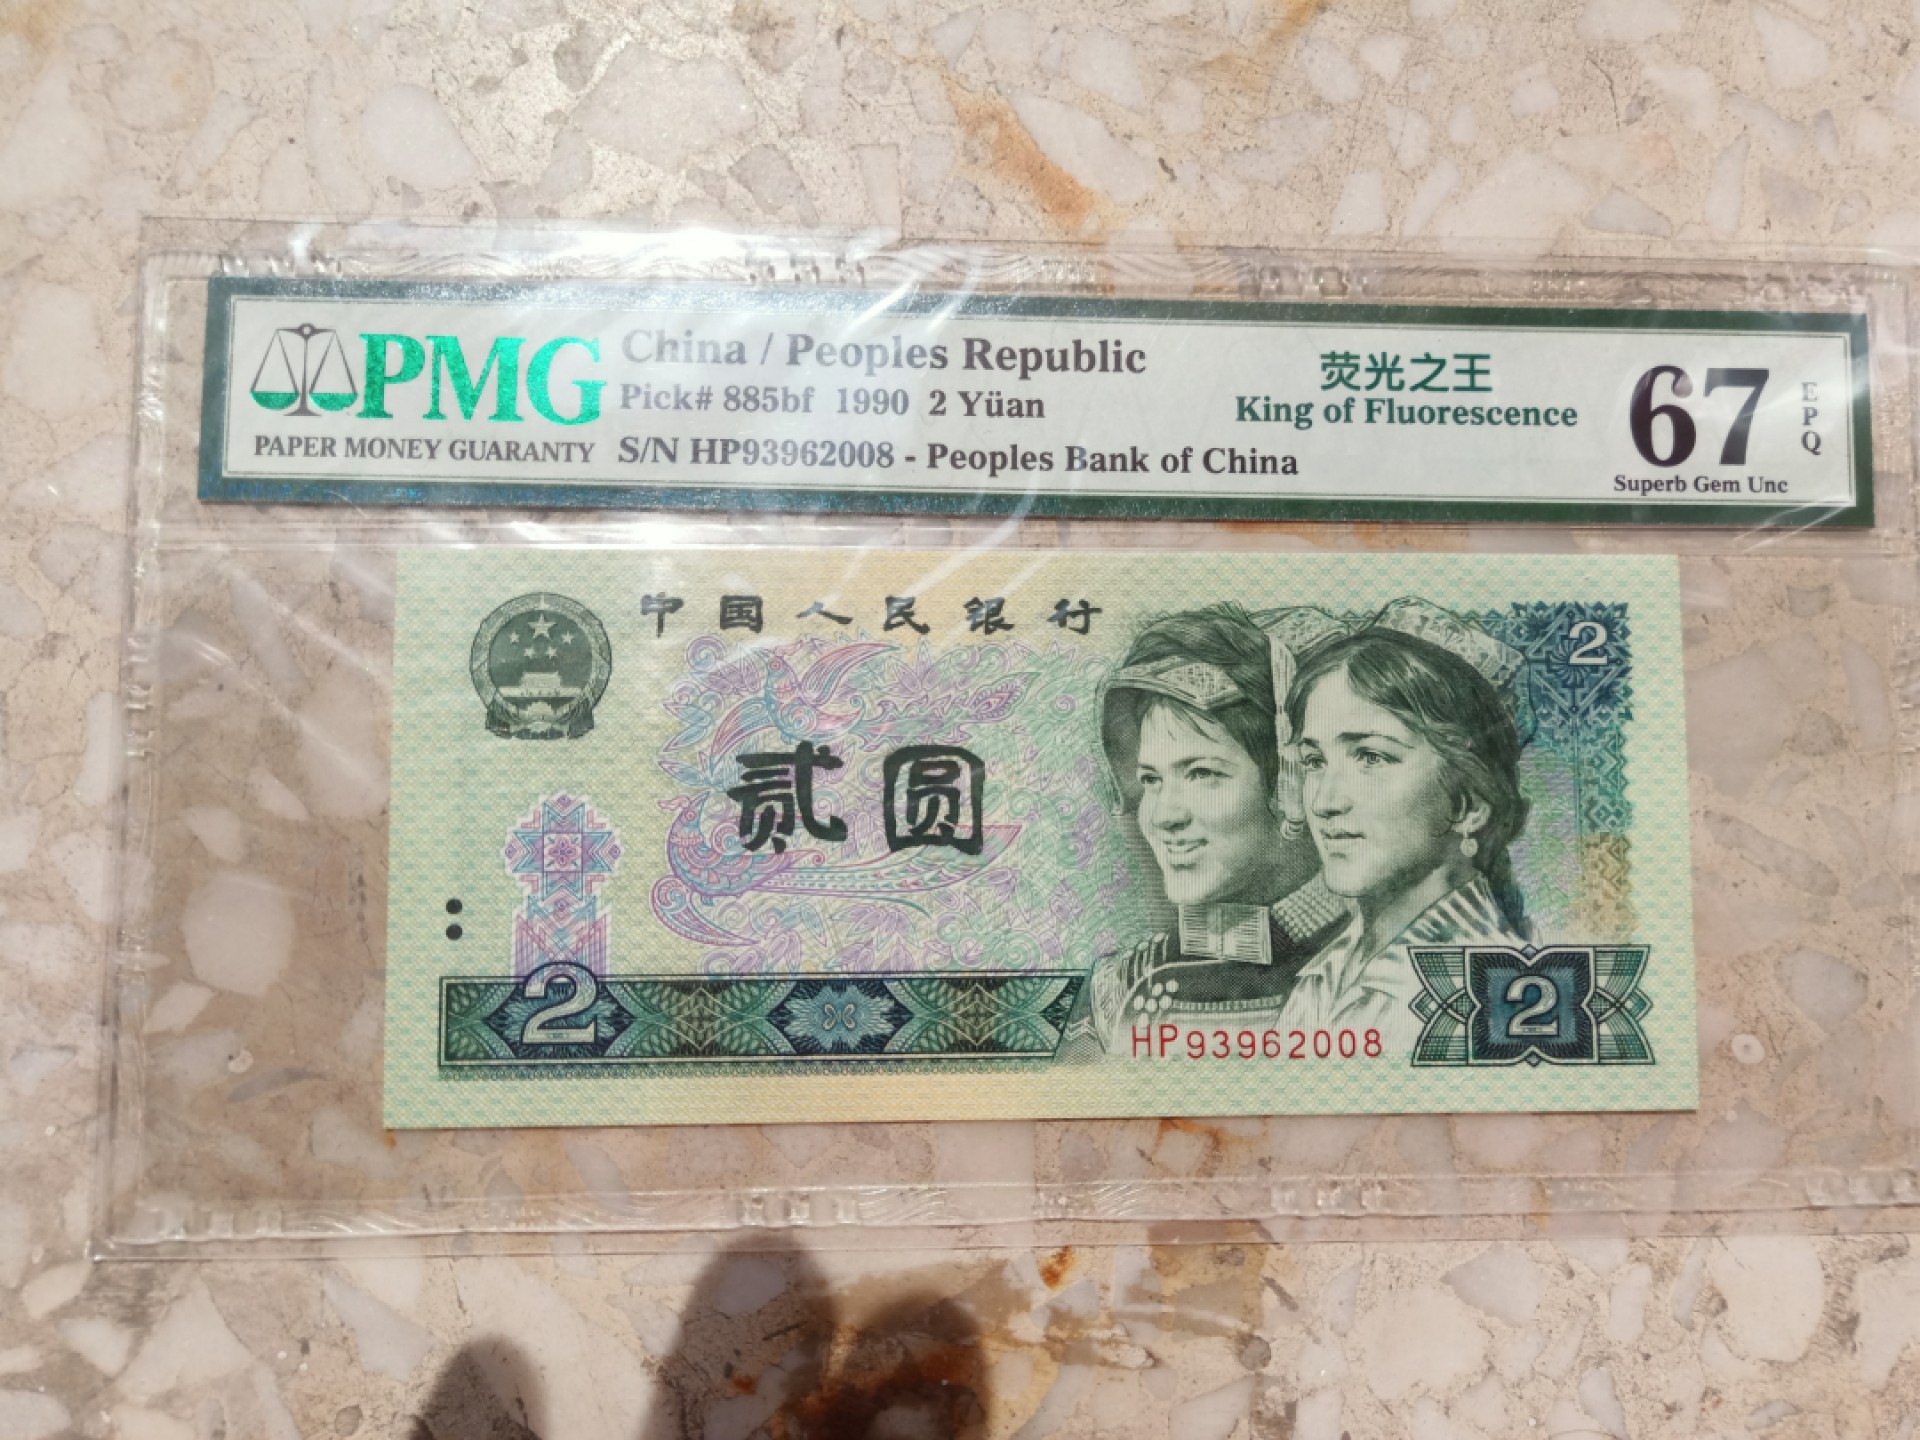 PMG
PAPER MONEY GUARANTY
China / Peoples Republic
Pick# 885bf 1990 2 Yüan
S/N HP93962008 - Peoples Bank of China
荧光之王
King of Fluorescence
67
EPQ
Superb Gem Unc
中国人民银行
2
贰圆
2
HP93962008
2